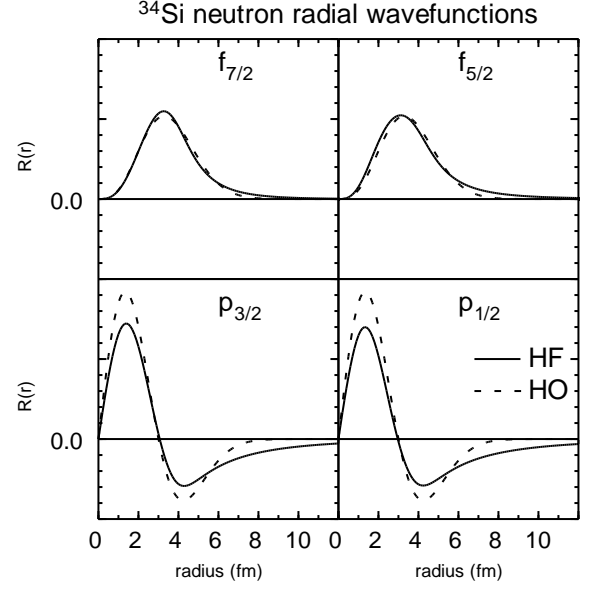 ³⁴Si neutron radial wavefunctions
f₇/₂
f₅/₂
R(r)
0.0
p₃/₂
p₁/₂
HF
HO
R(r)
0.0
0 2 4 6 8 10 0 2 4 6 8 10
radius (fm) radius (fm)